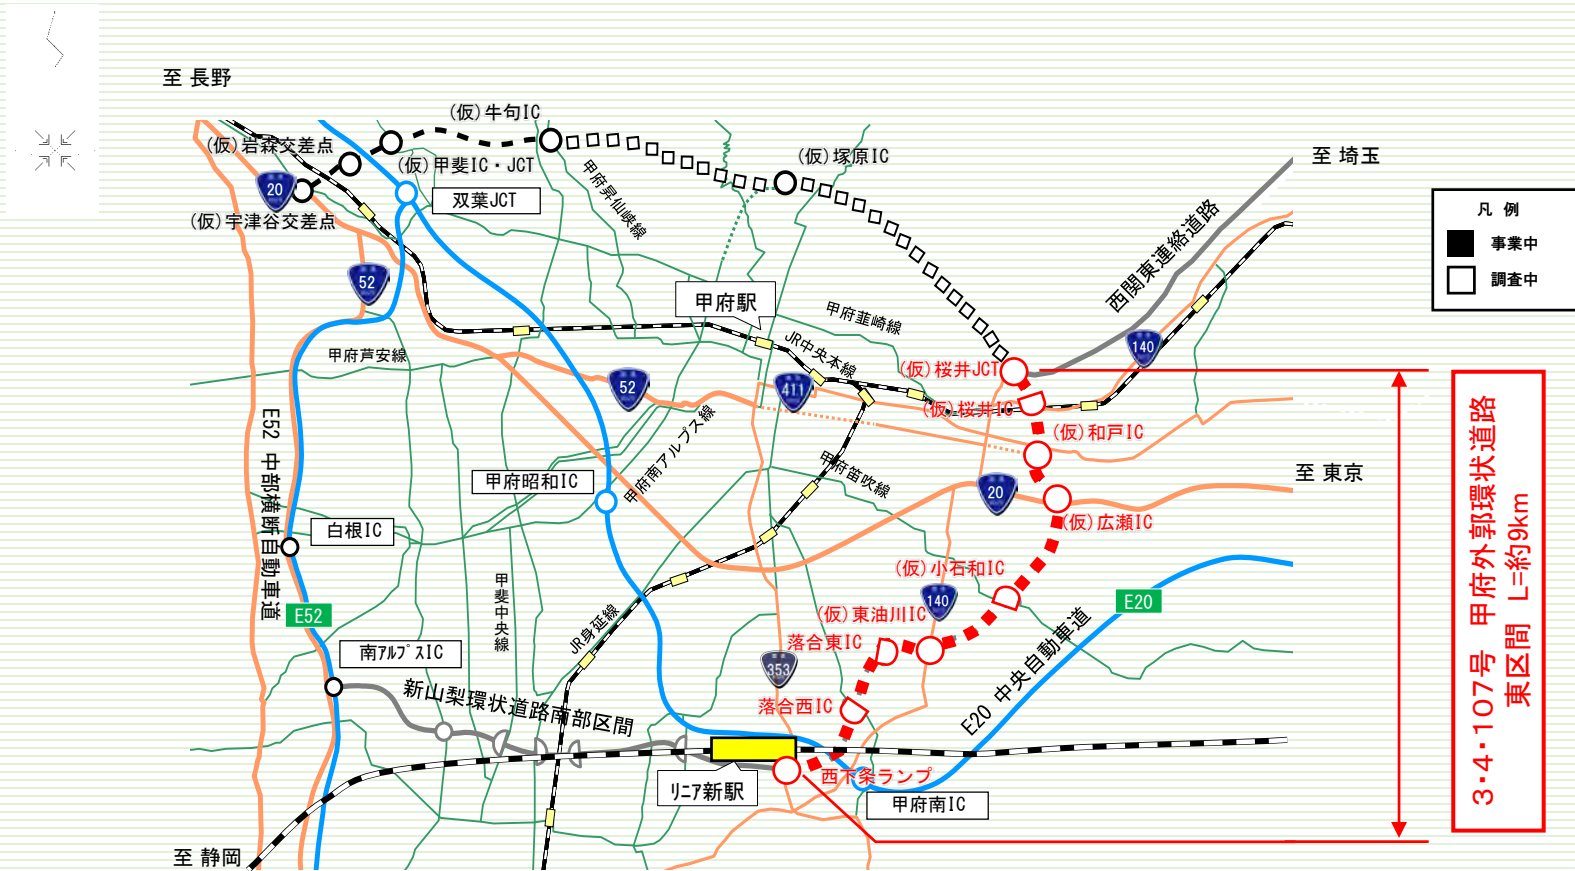 至 長野
(仮)牛句IC
(仮)岩森交差点
(仮)甲斐IC・JCT
(仮)塚原IC
至 埼玉
20
双葉JCT
(仮)宇津谷交差点
甲府昇仙峡線
西関東連絡道路
凡 例
事業中
調査中
52
甲府駅
甲府韮崎線
JR中央本線
140
甲府芦安線
(仮)桜井JCT
52
411
(仮)桜井IC
(仮)和戸IC
E52 中部横断自動車道
甲府南アルプス線
甲府笛吹線
至 東京
甲府昭和IC
20
(仮)広瀬IC
白根IC
(仮)小石和IC
甲斐中央線
140
E20
E52
(仮)東油川IC
JR身延線
落合東IC
南アルプスIC
353
E20 中央自動車道
新山梨環状道路南部区間
落合西IC
西下条ランプ
リニア新駅
甲府南IC
至 静岡
3・4・107号 甲府外郭環状道路
東区間 L=約9km